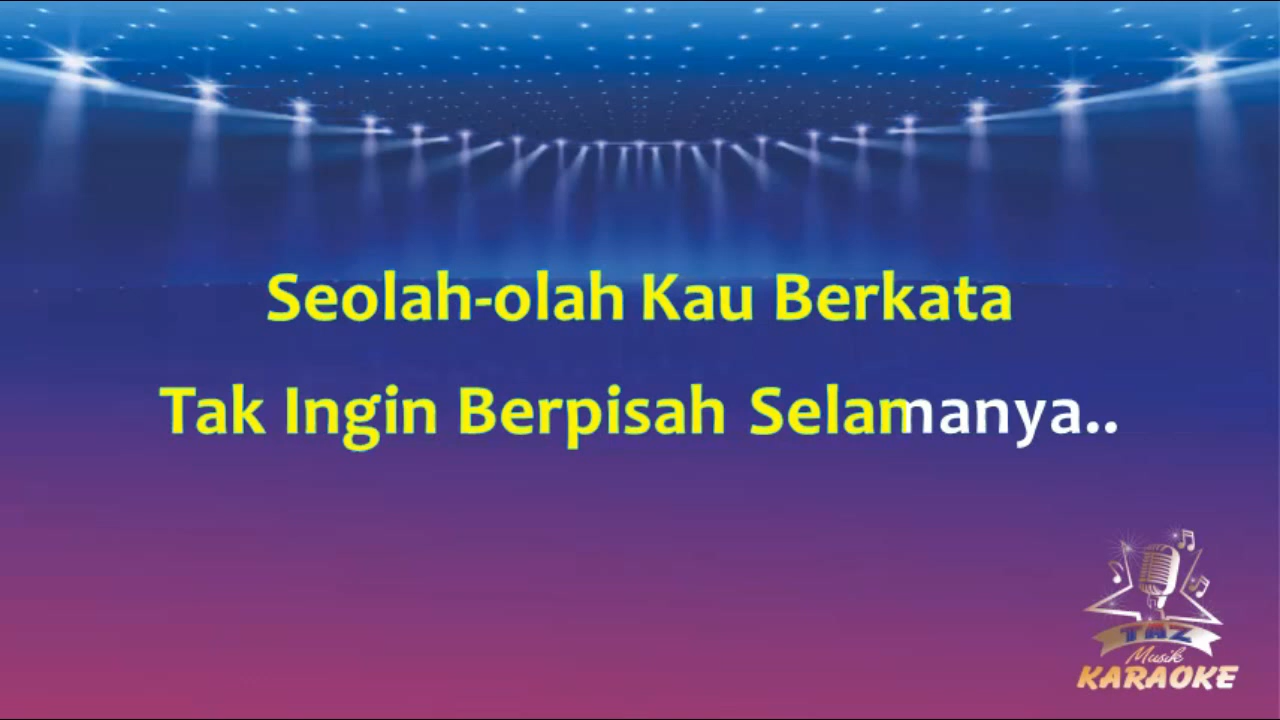 Seolah-olah Kau Berkata
Tak Ingin Berpisah Selamanya..
TAZ
Musik
KARAOKE